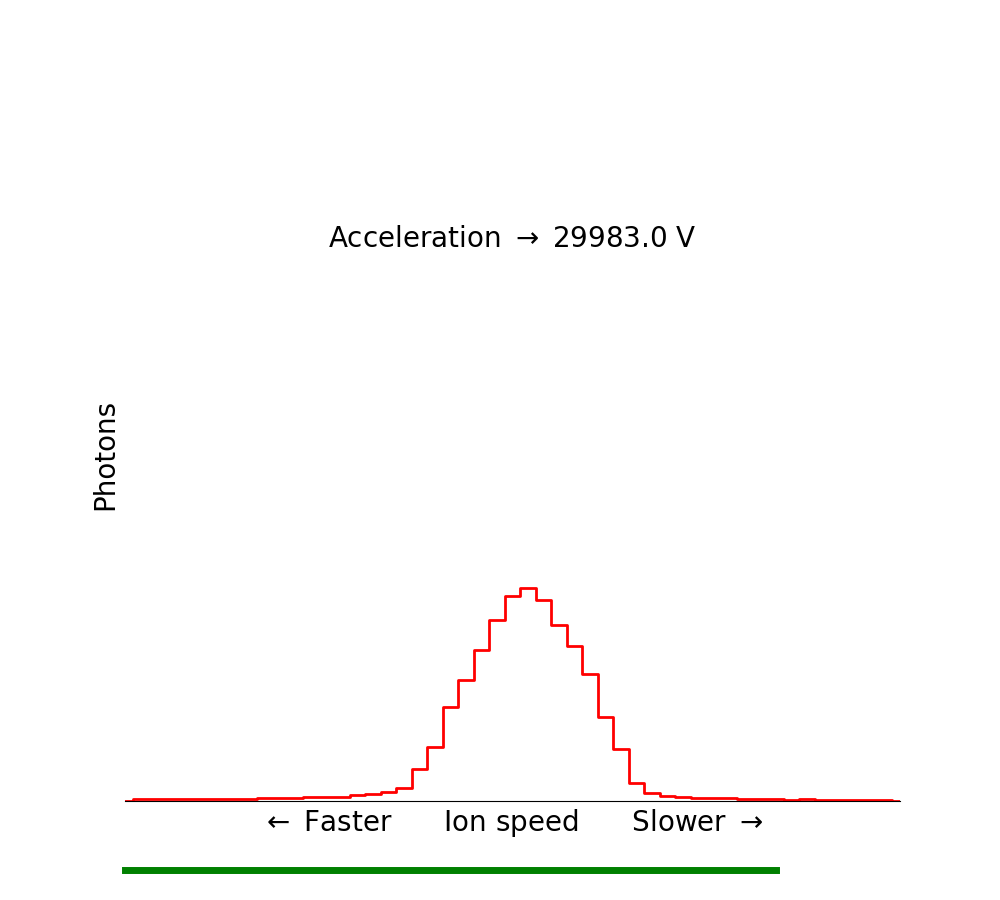 Acceleration → 29983.0 V
Photons
← Faster Ion speed Slower →